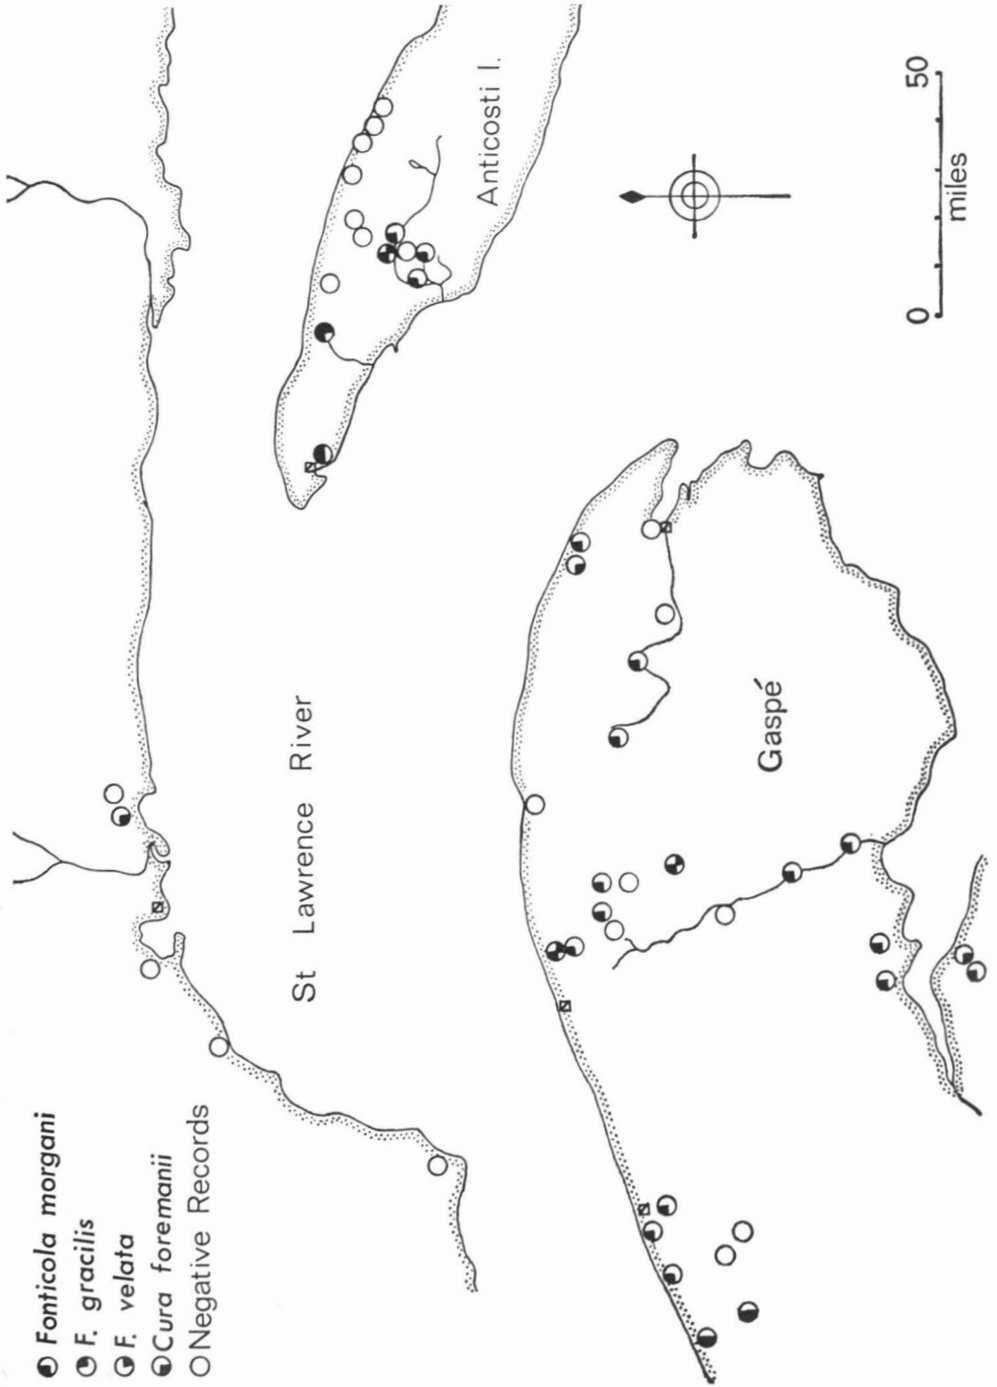 Fonticola morgani
F. gracilis
F. velata
Cura foremanii
Negative Records
St Lawrence River
Anticosti I.
Gaspé
0 50
miles